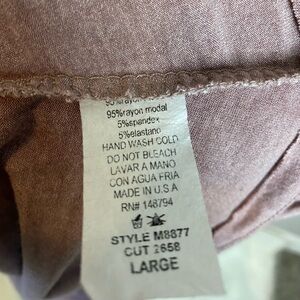 95%rayon modal
5%spandex
5%elastano
HAND WASH COLD
DO NOT BLEACH
LAVAR A MANO
CON AGUA FRIA
MADE IN U.S.A
RN# 148794
STYLE M8877
CUT 2658
LARGE